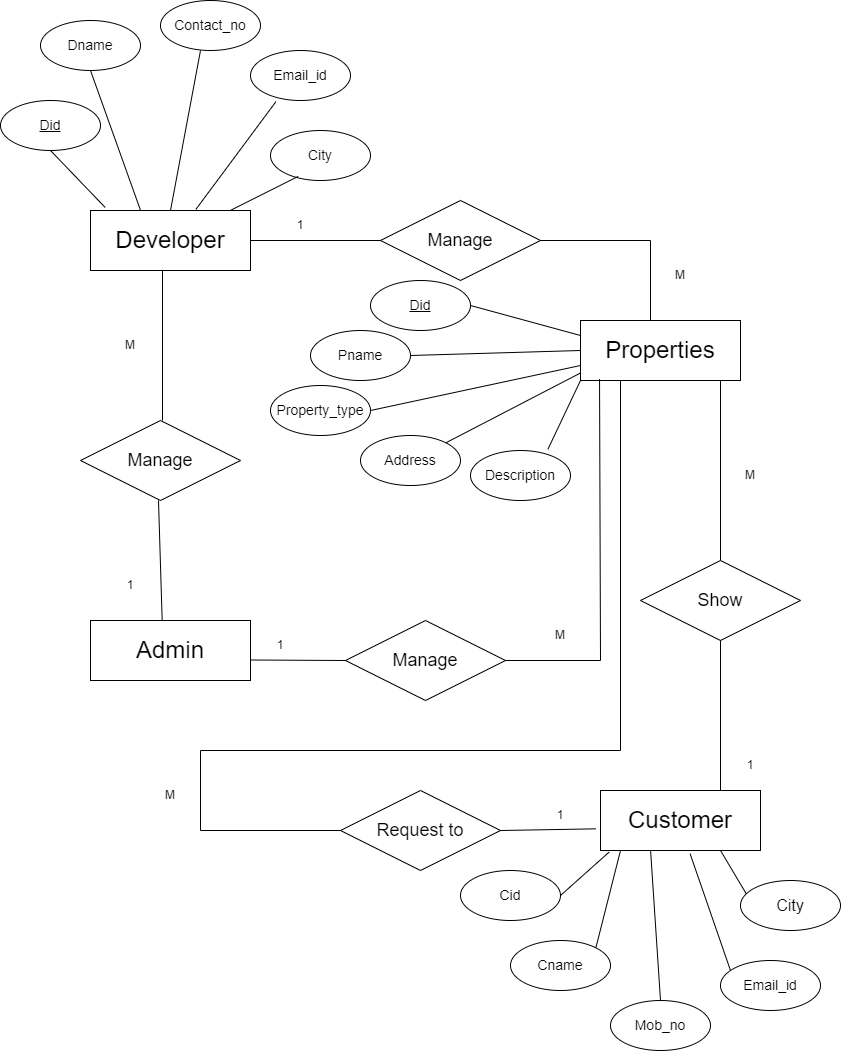 Contact_no
Dname
Email_id
Did
City
1
Developer
Manage
M
Did
M
Properties
Pname
Property_type
Manage
Address
Description
M
1
Show
M
1
Admin
Manage
1
M
1
Request to
Customer
Cid
City
Cname
Email_id
Mob_no